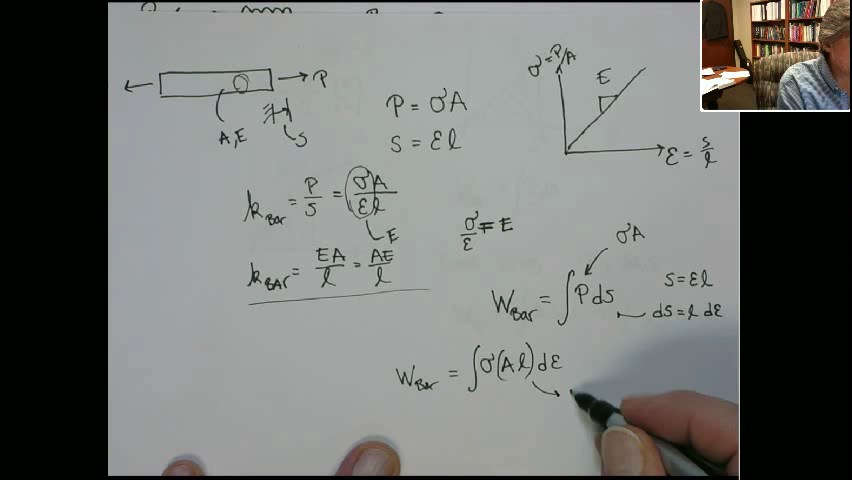 P
A,E
S
P = σA
S = εl
σ = P/A
E
ε = s/l
k_Bar = P/S = σA/εl
E
σ/ε = E
k_BAR = EA/l = AE/l
σA
W_Bar = ∫ P ds
s = εl
ds = l dε
W_Bar = ∫ σ(Al) dε